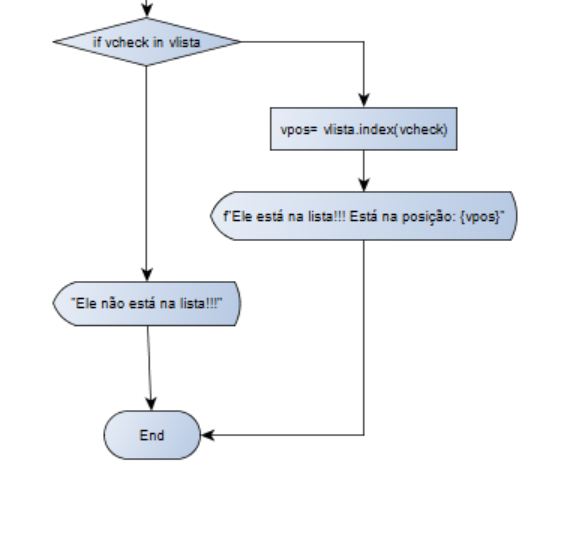 if vcheck in vlista
vpos= vlista.index(vcheck)
f"Ele está na lista!!! Está na posição: {vpos}"
"Ele não está na lista!!!"
End